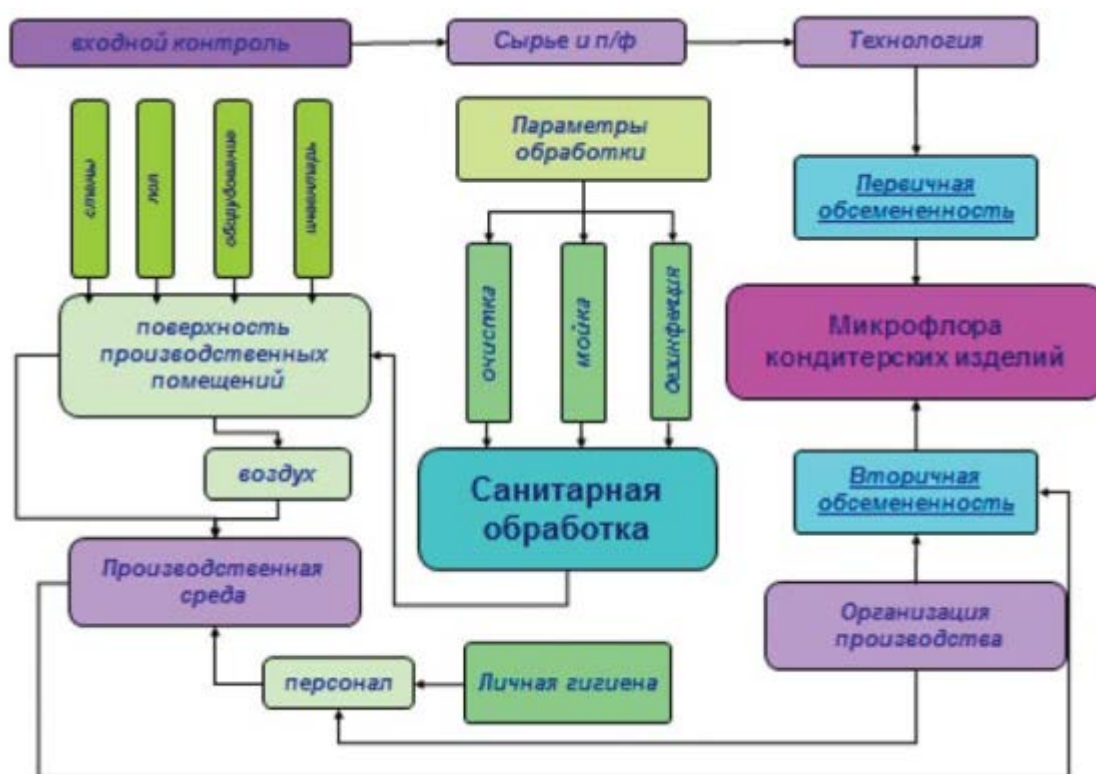 входной контроль
Сырье и п/ф
Технология
стены
пол
оборудование
инвентарь
Параметры
обработки
Первичная
обсемененность
очистка
мойка
дезинфекция
поверхность
производственных
помещений
Микрофлора
кондитерских изделий
воздух
Санитарная
обработка
Вторичная
обсемененность
Производственная
среда
Организация
производства
персонал
Личная гигиена